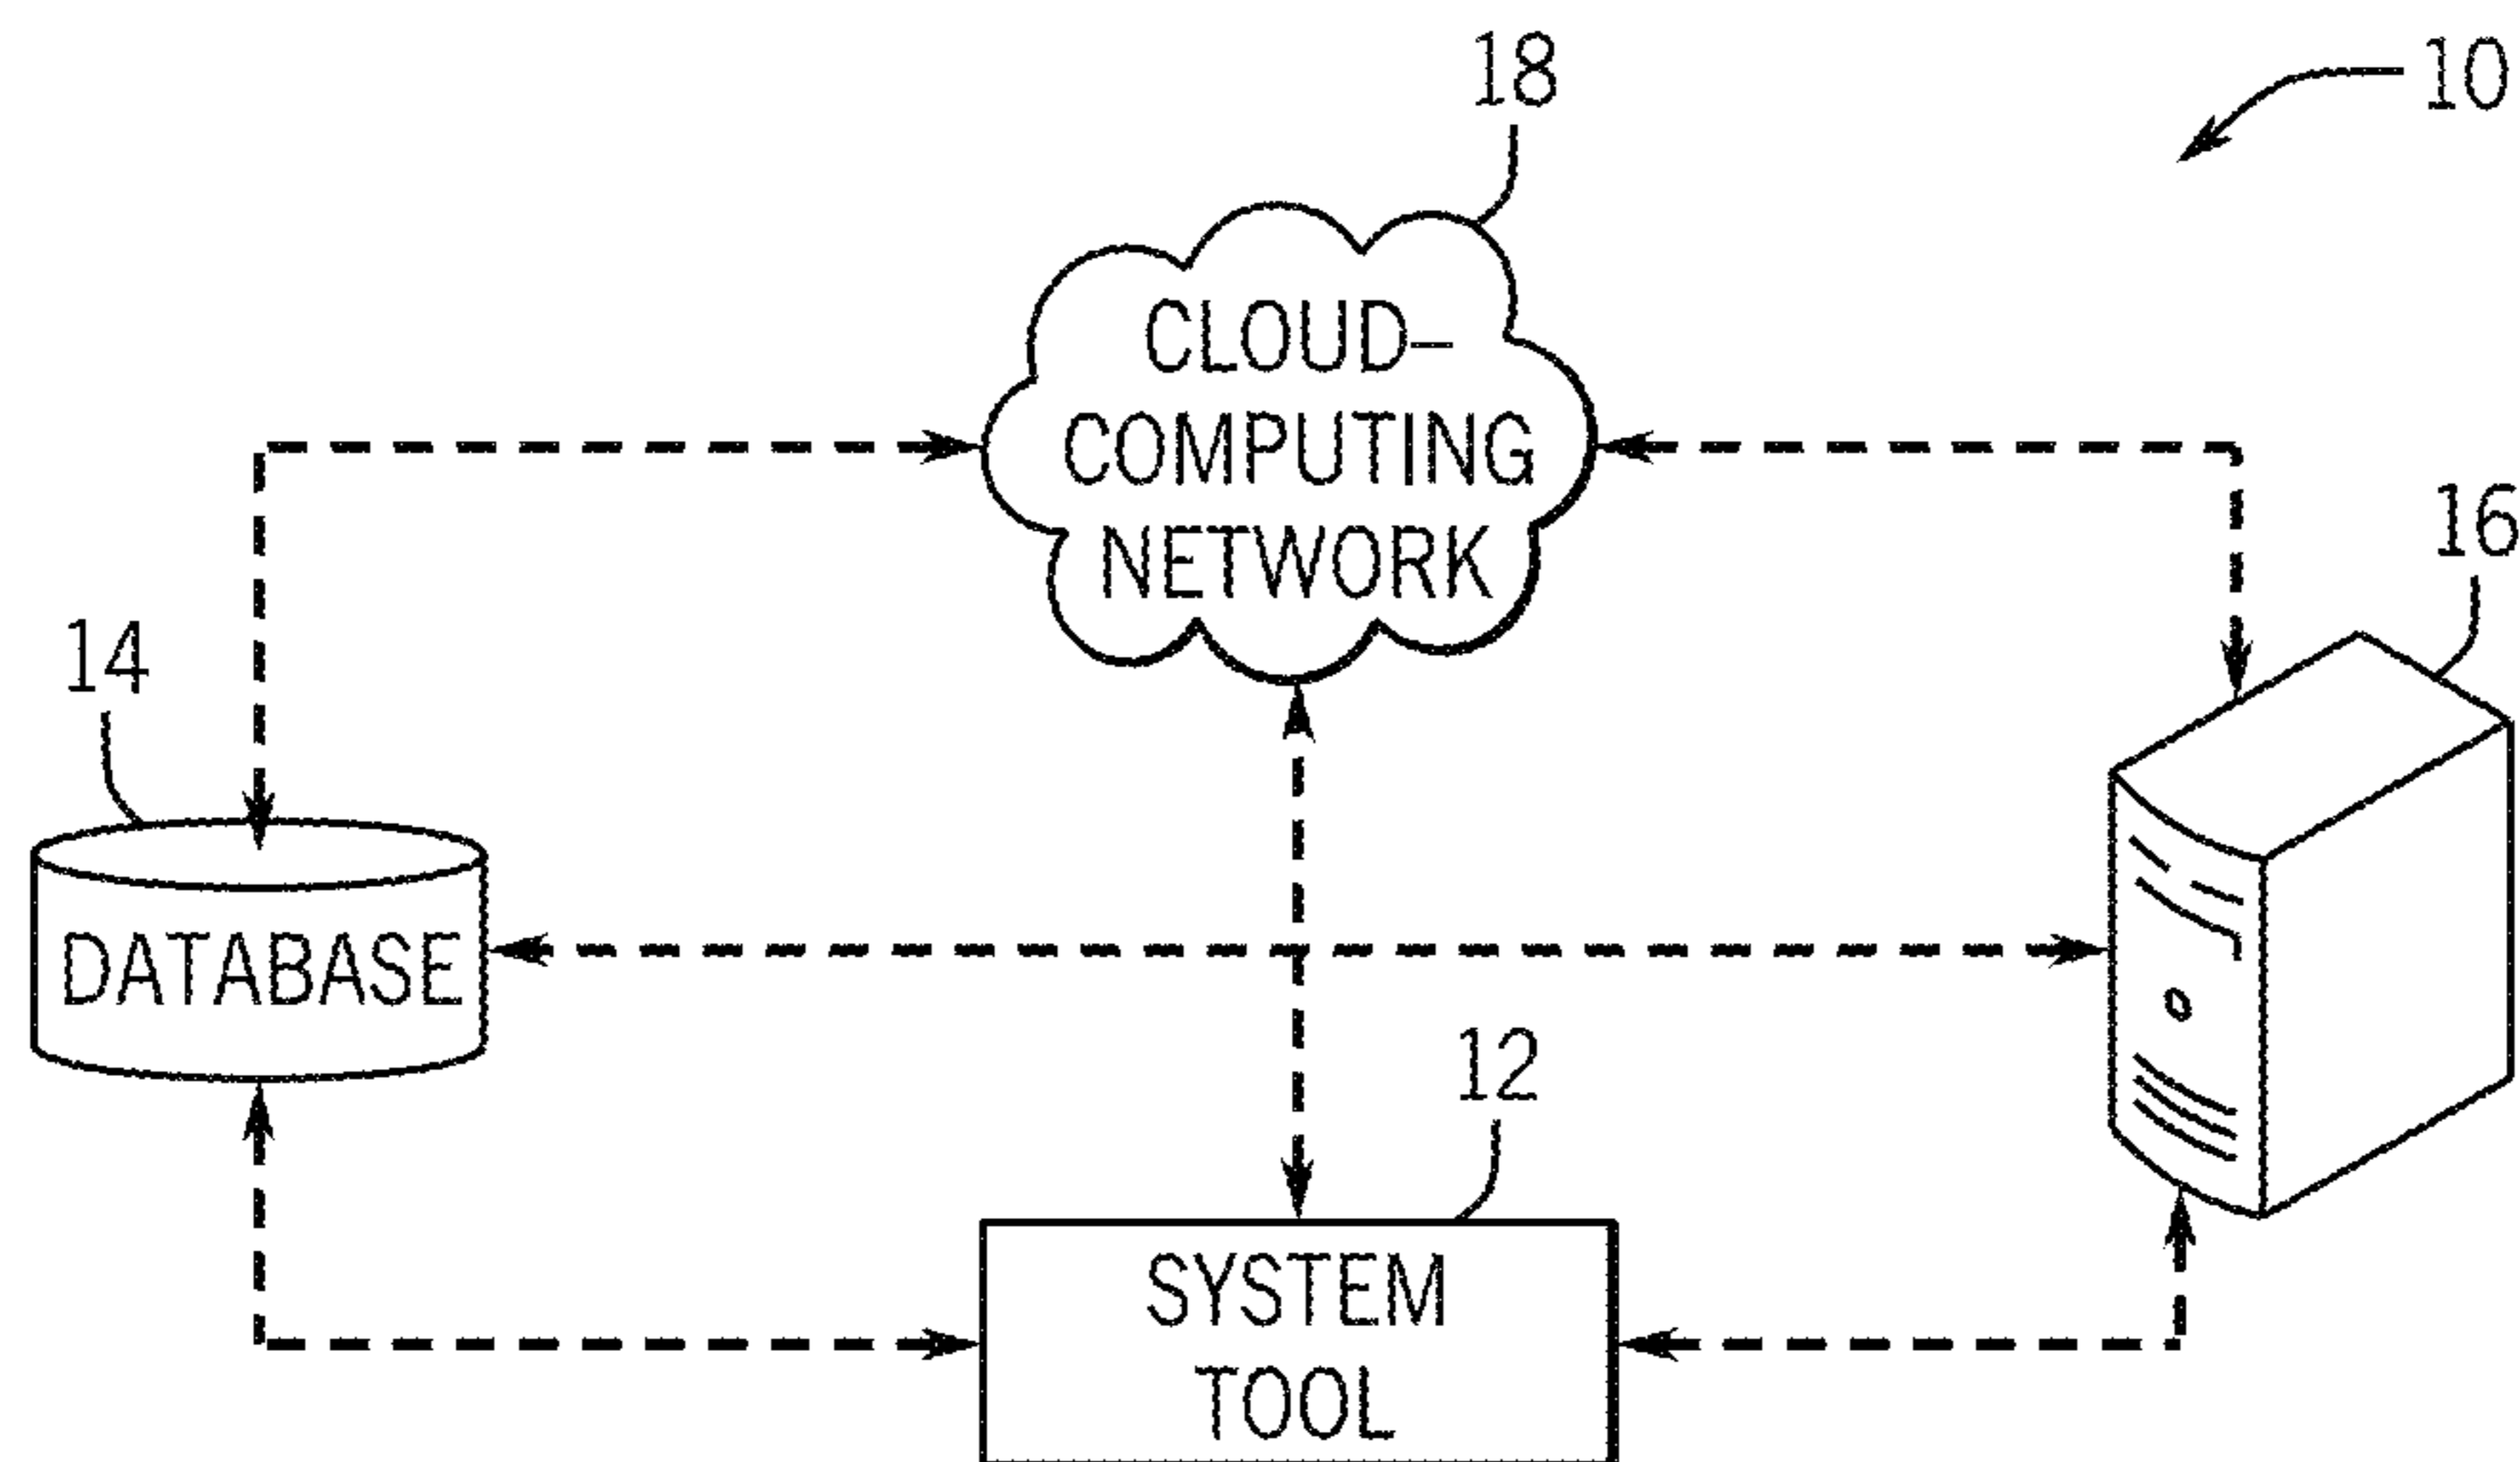 18
10
CLOUD-
COMPUTING
NETWORK
16
14
DATABASE
12
SYSTEM
TOOL